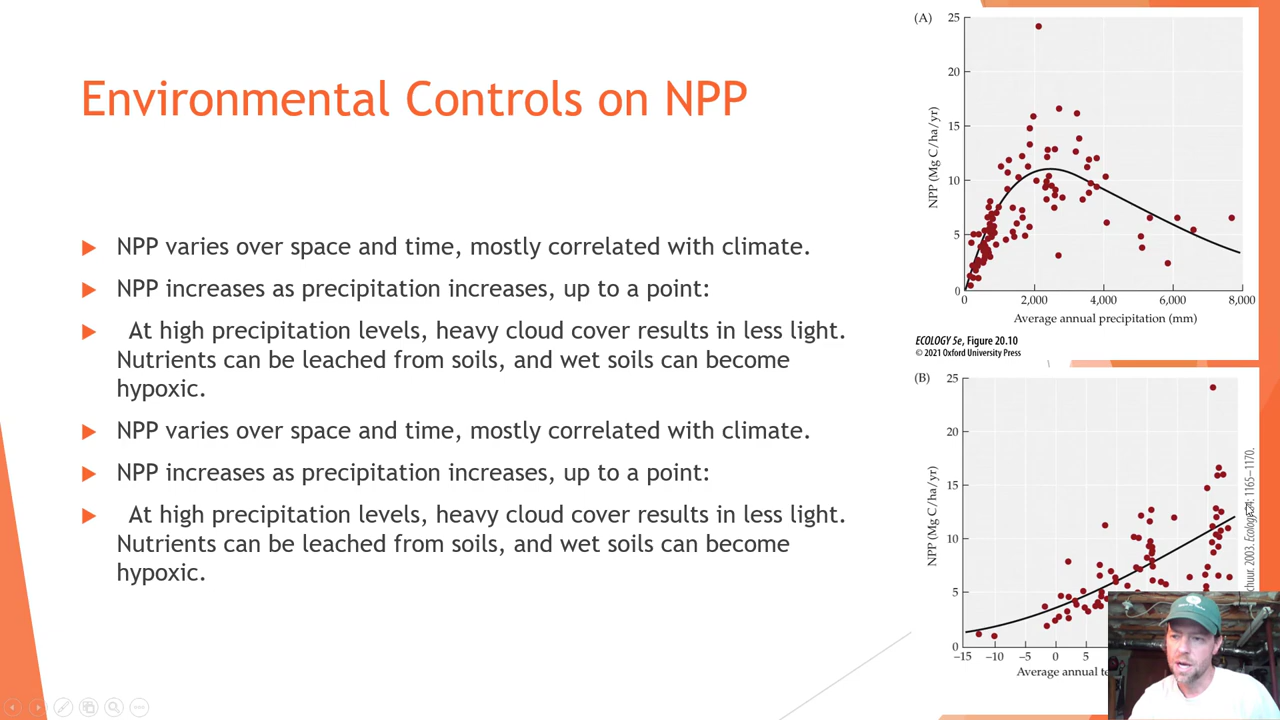 Environmental Controls on NPP
NPP varies over space and time, mostly correlated with climate.
NPP increases as precipitation increases, up to a point:
At high precipitation levels, heavy cloud cover results in less light.
Nutrients can be leached from soils, and wet soils can become
hypoxic.
NPP varies over space and time, mostly correlated with climate.
NPP increases as precipitation increases, up to a point:
At high precipitation levels, heavy cloud cover results in less light.
Nutrients can be leached from soils, and wet soils can become
hypoxic.
(A)
25
20
15
10
5
0
NPP (Mg C/ha/yr)
0 2,000 4,000 6,000 8,000
Average annual precipitation (mm)
ECOLOGY 5e, Figure 20.10
© 2021 Oxford University Press
(B)
25
20
15
10
5
0
NPP (Mg C/ha/yr)
−15 −10 −5 0 5
Average annual te
2003. Ecology 84: 1165–1170.